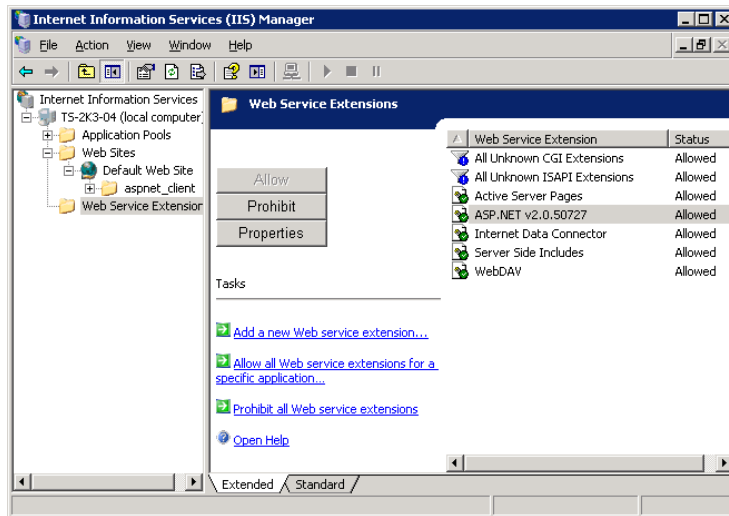 Internet Information Services (IIS) Manager
File Action View Window Help
Internet Information Services
TS-2K3-04 (local computer)
Application Pools
Web Sites
Default Web Site
aspnet_client
Web Service Extension
Web Service Extensions
Allow
Prohibit
Properties
Tasks
Add a new Web service extension...
Allow all Web service extensions for a
specific application...
Prohibit all Web service extensions
Open Help
Web Service Extension Status
All Unknown CGI Extensions Allowed
All Unknown ISAPI Extensions Allowed
Active Server Pages Allowed
ASP.NET v2.0.50727 Allowed
Internet Data Connector Allowed
Server Side Includes Allowed
WebDAV Allowed
Extended Standard